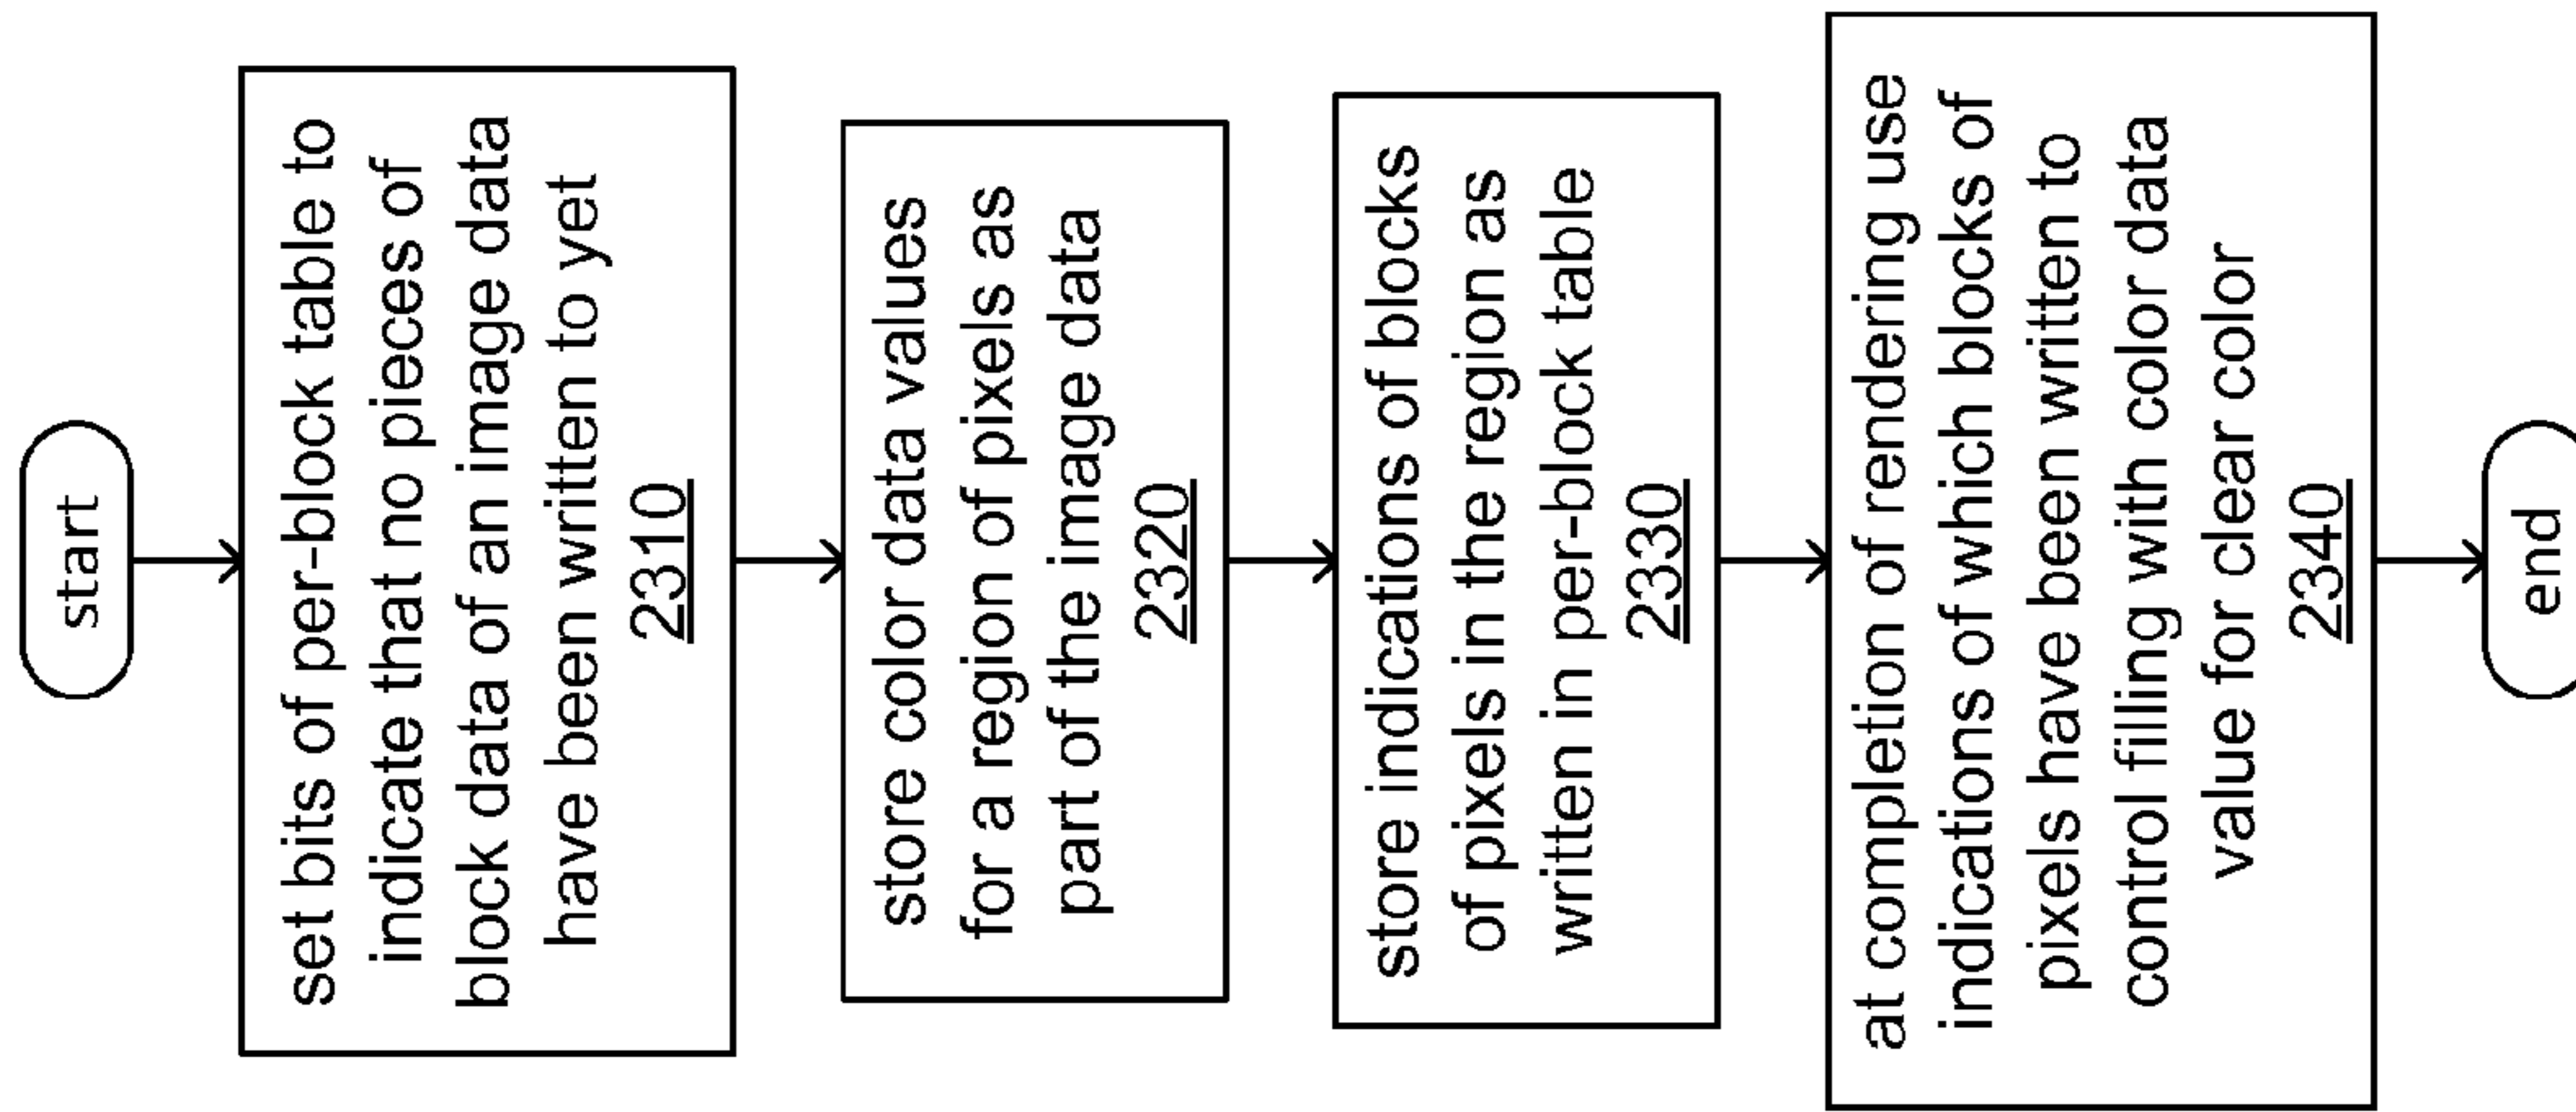 start
set bits of per-block table to
indicate that no pieces of
block data of an image data
have been written to yet
2310
store color data values
for a region of pixels as
part of the image data
2320
store indications of blocks
of pixels in the region as
written in per-block table
2330
at completion of rendering use
indications of which blocks of
pixels have been written to
control filling with color data
value for clear color
2340
end